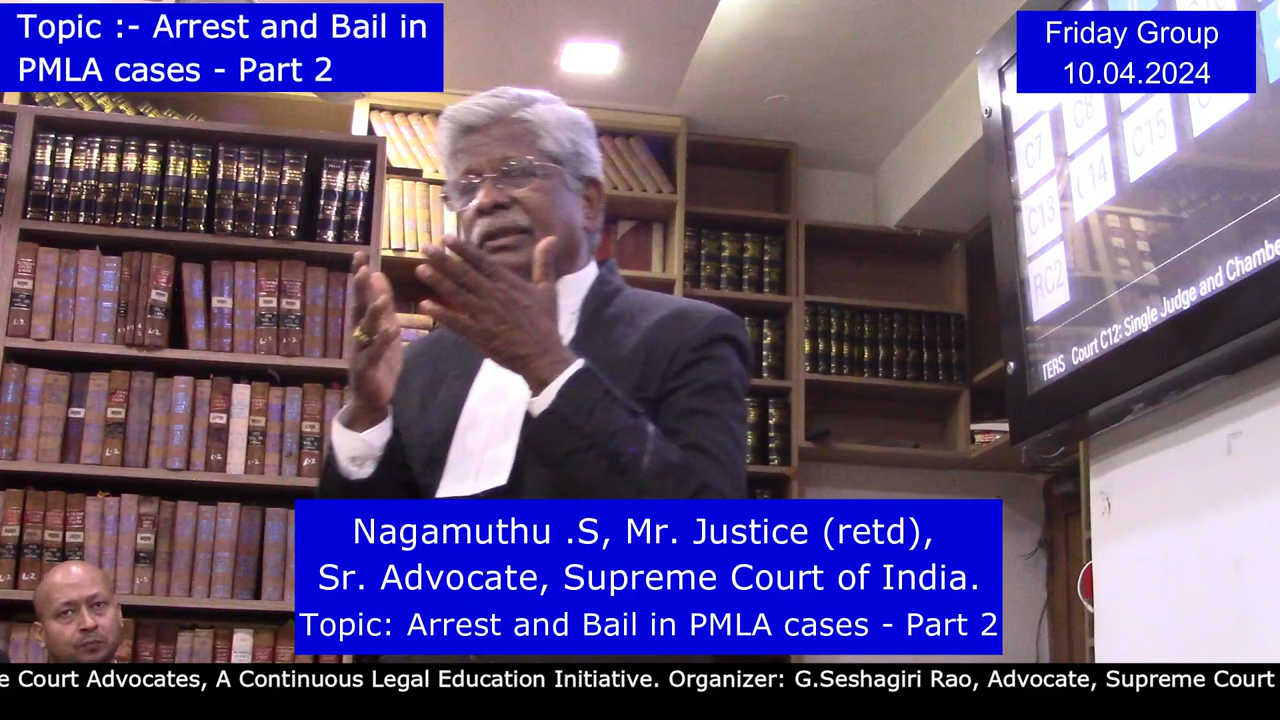 Topic :- Arrest and Bail in
PMLA cases - Part 2
Friday Group
10.04.2024
C7
C8
C15
C13
RC2
TERS Court C12: Single Judge and Chambe
Nagamuthu .S, Mr. Justice (retd),
Sr. Advocate, Supreme Court of India.
Topic: Arrest and Bail in PMLA cases - Part 2
e Court Advocates, A Continuous Legal Education Initiative. Organizer: G.Seshagiri Rao, Advocate, Supreme Court